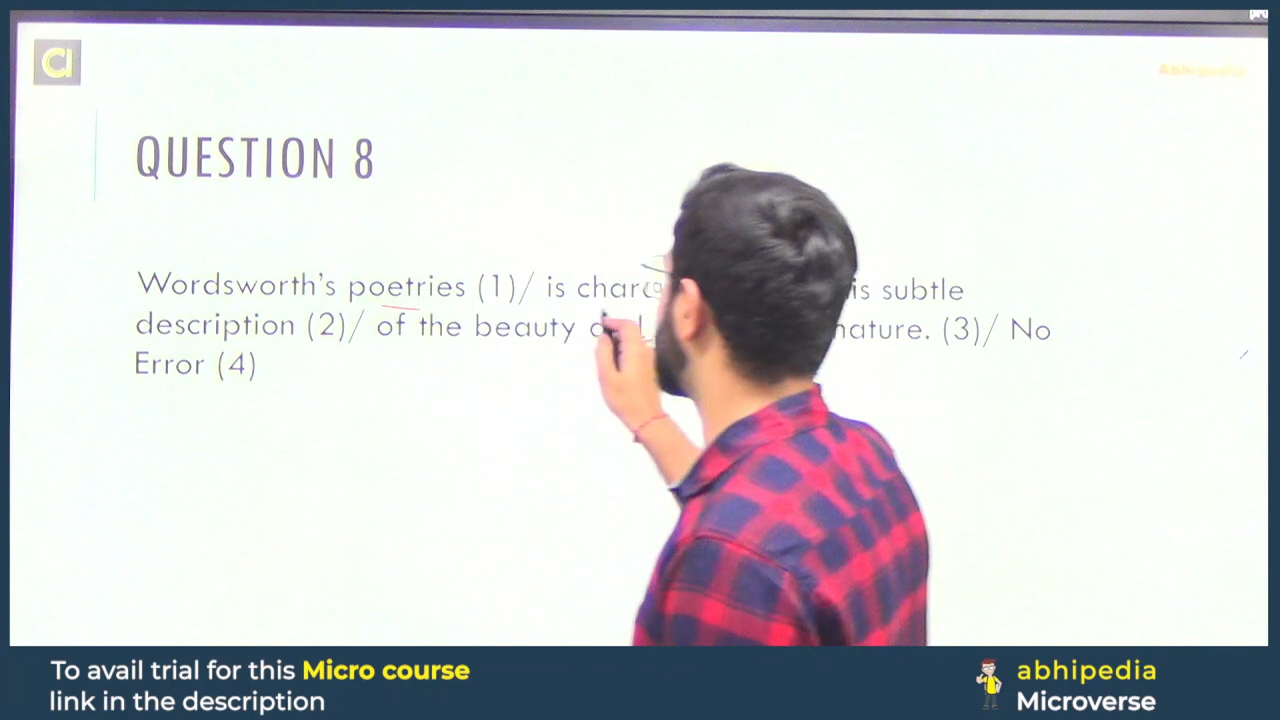 Abhipedia
QUESTION 8
Wordsworth's poetries (1)/ is is subtle
description (2)/ of the beauty nature. (3)/ No
Error (4)
To avail trial for this Micro course
link in the description
abhipedia
Microverse